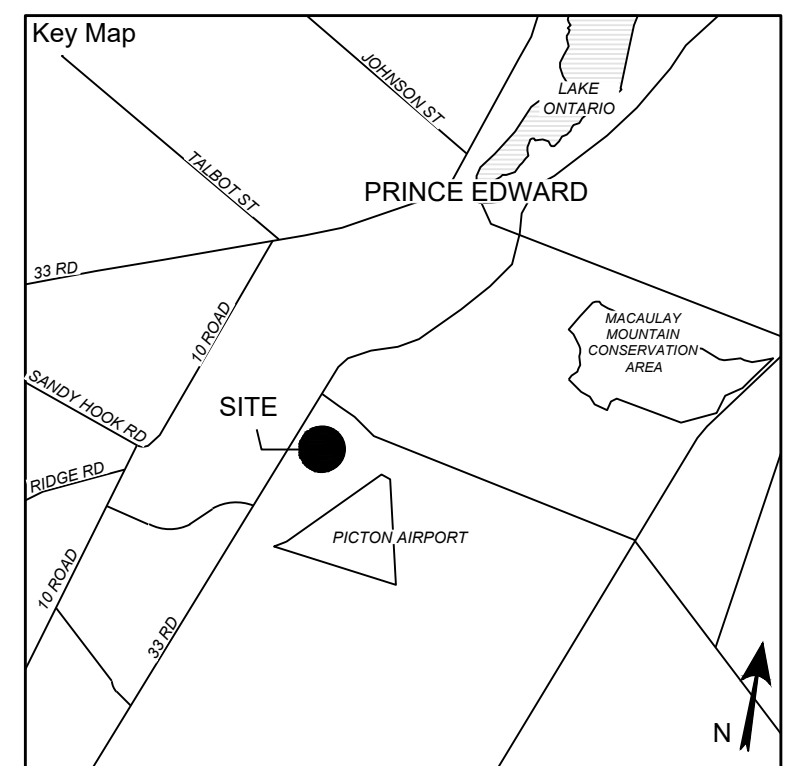 Key Map
JOHNSON ST
LAKE
ONTARIO
TALBOT ST
PRINCE EDWARD
33 RD
10 ROAD
MACAULAY
MOUNTAIN
CONSERVATION
AREA
SANDY HOOK RD
SITE
RIDGE RD
PICTON AIRPORT
10 ROAD
33 RD
N